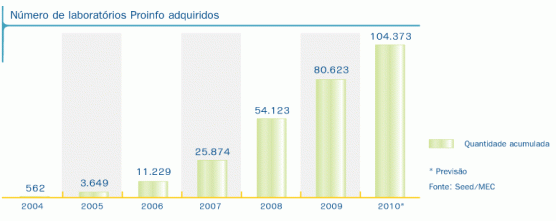 Número de laboratórios Proinfo adquiridos
104.373
80.623
54.123
25.874
11.229
3.649
562
Quantidade acumulada
* Previsão
Fonte: Seed/MEC
2004 2005 2006 2007 2008 2009 2010*